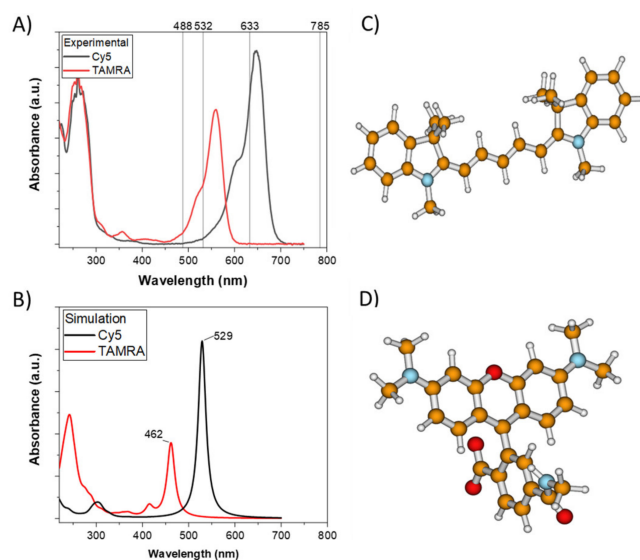 A)
488 532 633 785
Experimental
Cy5
TAMRA
Absorbance (a.u.)
300 400 500 600 700 800
Wavelength (nm)
B)
Simulation
Cy5
TAMRA
529
462
Absorbance (a.u.)
300 400 500 600 700 800
Wavelength (nm)
C)
D)